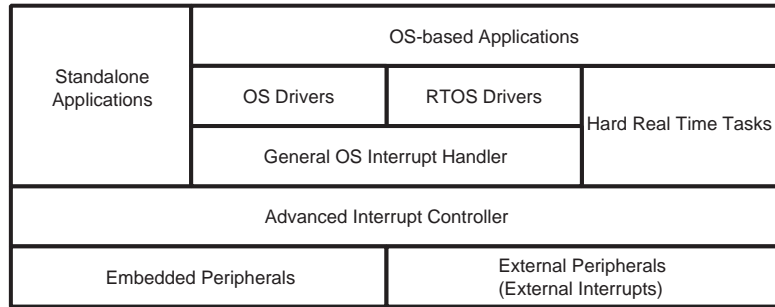 OS-based Applications
Standalone
Applications
OS Drivers
RTOS Drivers
Hard Real Time Tasks
General OS Interrupt Handler
Advanced Interrupt Controller
Embedded Peripherals
External Peripherals
(External Interrupts)